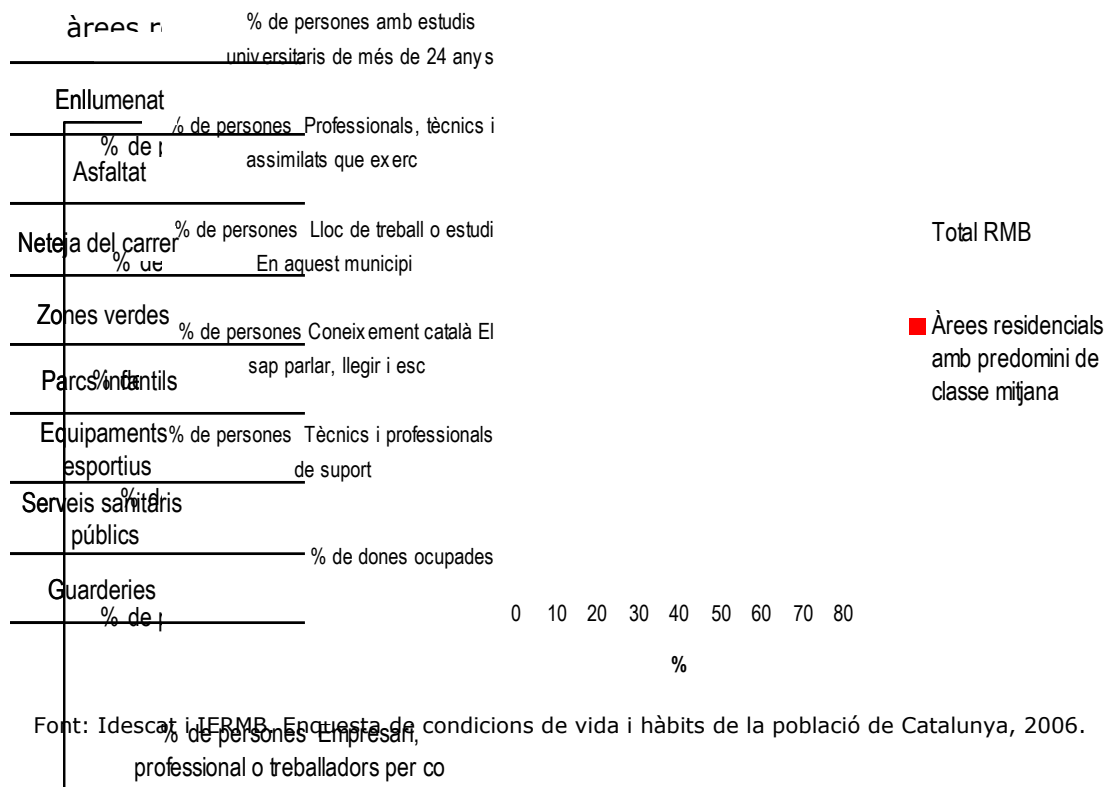 àrees
% de persones amb estudis
universitaris de més de 24 anys
Enllumenat
% de persones Professionals, tècnics i
assimilats que exerc
% de
Asfaltat
Neteja del carrer
% de persones Lloc de treball o estudi
En aquest municipi
% de
Zones verdes
% de persones Coneixement català El
sap parlar, llegir i esc
Parcs infantils
% de
Equipaments
esportius
% de persones Tècnics i professionals
de suport
Serveis sanitaris
públics
% de dones ocupades
Guarderies
% de
0 10 20 30 40 50 60 70 80
%
Total RMB
Àrees residencials
amb predomini de
classe mitjana
Font: Idescat i IERMB, Enquesta de condicions de vida i hàbits de la població de Catalunya, 2006.
% de persones Empresari,
professional o treballadors per co